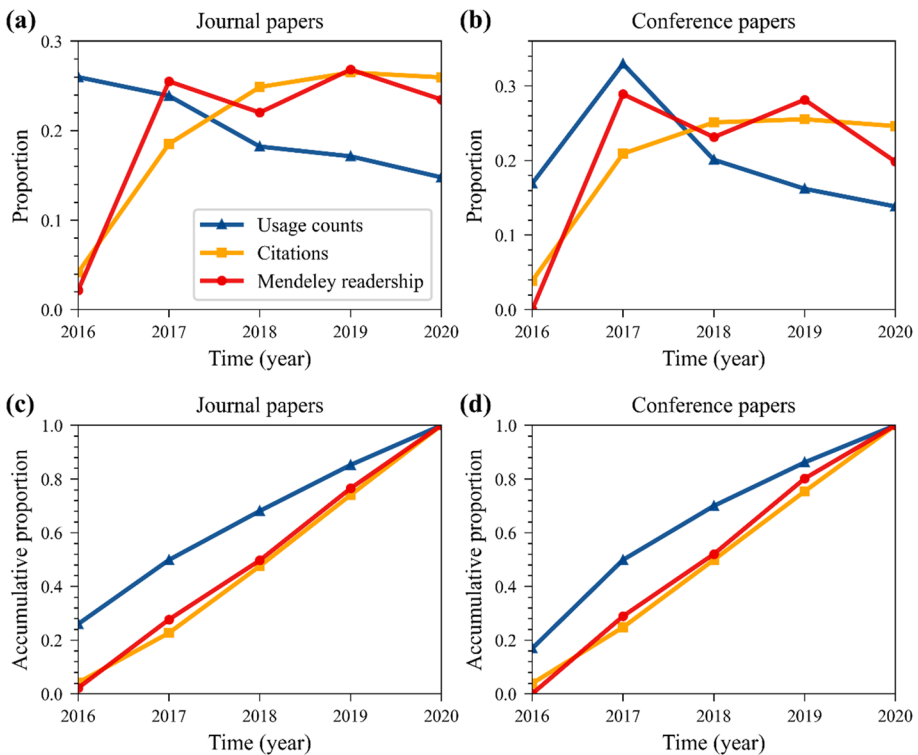 (a)
Journal papers
0.3
0.2
0.1
0.0
Proportion
Usage counts
Citations
Mendeley readership
2016 2017 2018 2019 2020
Time (year)
(b)
Conference papers
0.3
0.2
0.1
0.0
Proportion
2016 2017 2018 2019 2020
Time (year)
(c)
Journal papers
1.0
0.8
0.6
0.4
0.2
0.0
Accumulative proportion
2016 2017 2018 2019 2020
Time (year)
(d)
Conference papers
1.0
0.8
0.6
0.4
0.2
0.0
Accumulative proportion
2016 2017 2018 2019 2020
Time (year)